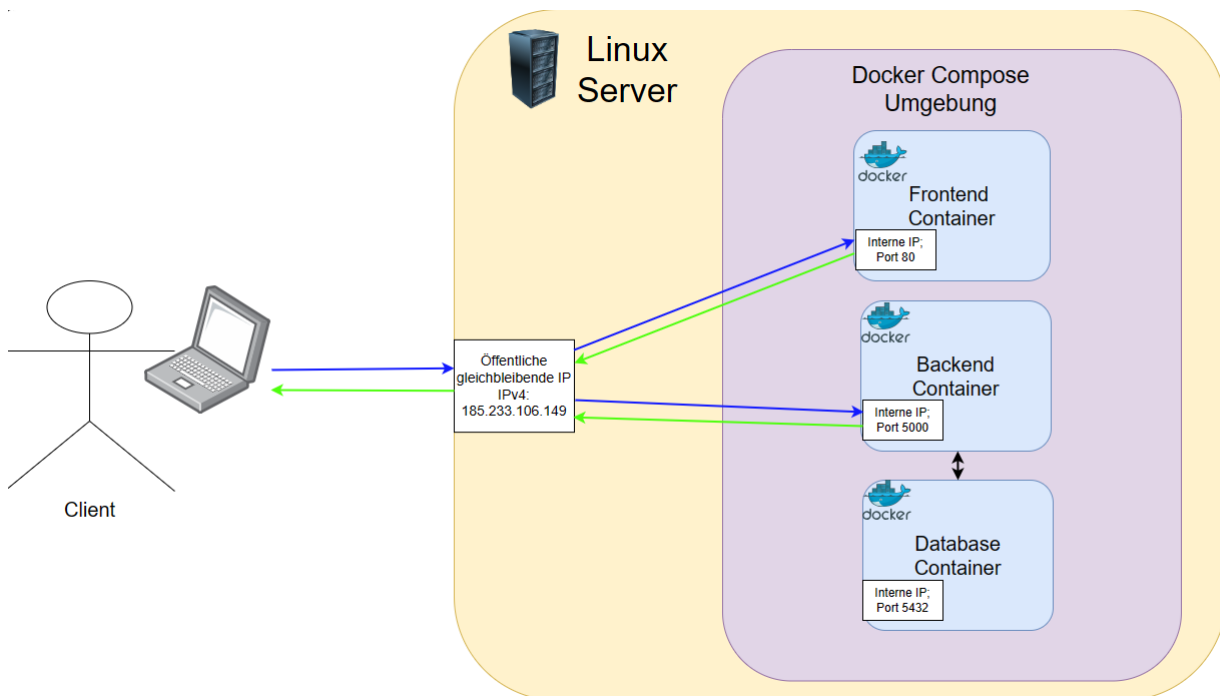 Linux
Server
Docker Compose
Umgebung
docker
Frontend
Container
Interne IP;
Port 80
Öffentliche
gleichbleibende IP
IPv4:
185.233.106.149
docker
Backend
Container
Interne IP;
Port 5000
Client
docker
Database
Container
Interne IP;
Port 5432